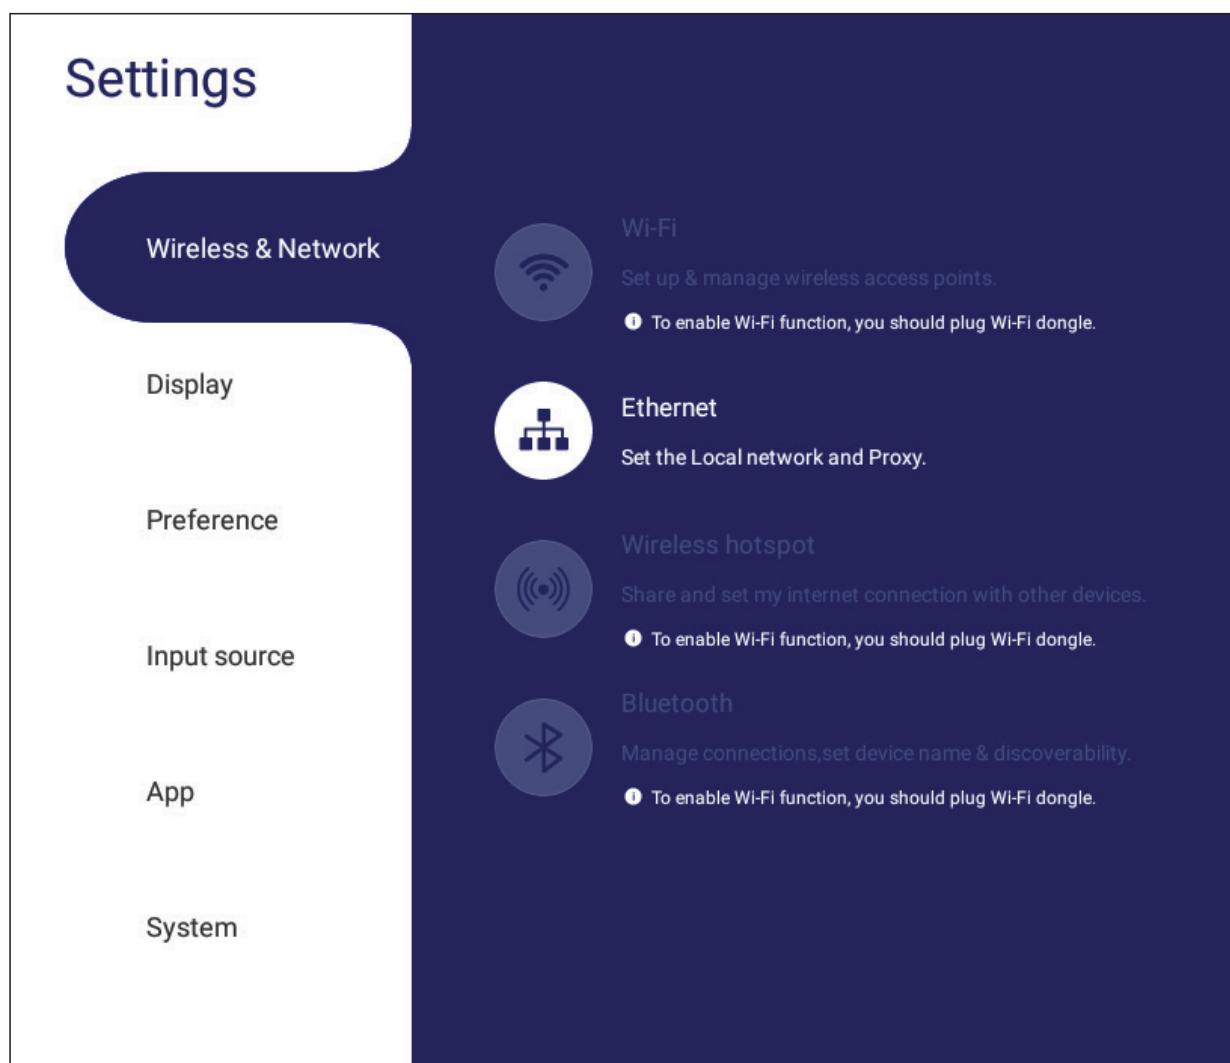 Settings
Wireless & Network
Display
Preference
Input source
App
System
Wi-Fi
Set up & manage wireless access points.
To enable Wi-Fi function, you should plug Wi-Fi dongle.
Ethernet
Set the Local network and Proxy.
Wireless hotspot
Share and set my internet connection with other devices.
To enable Wi-Fi function, you should plug Wi-Fi dongle.
Bluetooth
Manage connections,set device name & discoverability.
To enable Wi-Fi function, you should plug Wi-Fi dongle.